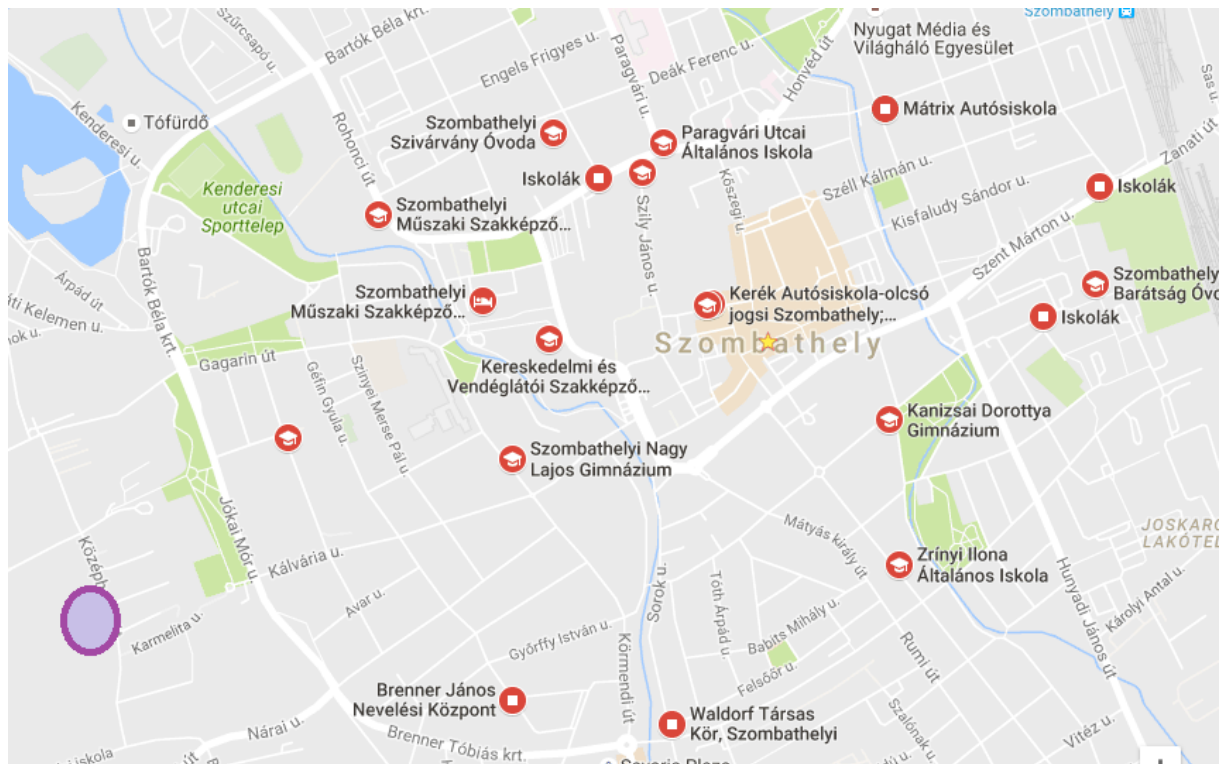 Szombathely
Nyugat Média és
Világháló Egyesület
Bartók Béla krt.
Szűrcsapó u.
Engels Frigyes u.
Paragvári u.
Deák Ferenc u.
Honvéd út
Sas u.
Kenderesi u.
Tófürdő
Rohonci út
Szombathelyi
Szivárvány Óvoda
Paragvári Utcai
Általános Iskola
Mátrix Autósiskola
Zanati út
Kenderesi
utcai
Sporttelep
Iskolák
Kőszegi u.
Széll Kálmán u.
Kisfaludy Sándor u.
Iskolák
Szombathelyi
Műszaki Szakképző...
Szily János u.
Szent Márton u.
Bartók Béla krt.
Árpád út
áti Kelemen u.
nok u.
Szombathelyi
Műszaki Szakképző...
Kerék Autósiskola-olcsó
jogsi Szombathely;...
Szombathely
Barátság Óvo
Iskolák
Szombathely
Gagarin út
Géfin Gyula u.
Szinyei Merse Pál u.
Kereskedelmi és
Vendéglátói Szakképző...
Kanizsai Dorottya
Gimnázium
Szombathelyi Nagy
Lajos Gimnázium
Jókai Mór u.
Középh
Kálvária u.
Mátyás király út
JOSKARO
LAKÓTEL
Zrínyi Ilona
Általános Iskola
Hunyadi János út
Károlyi Antal u.
Karmelita u.
Avar u.
Sorok u.
Tóth Árpád u.
Babits Mihály u.
Rumi út
Győrffy István u.
Körmendi út
Felsőőr u.
Brenner János
Nevelési Központ
Waldorf Társas
Kör, Szombathelyi
Szalónak u.
Vitéz u.
Nárai u.
Brenner Tóbiás krt.
iskola